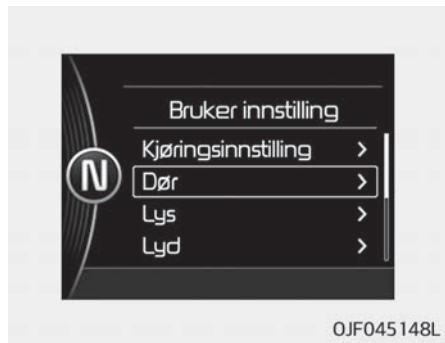 Bruker innstilling
Kjøringsinnstilling >
N
Dør >
Lys >
Lyd >
OJF045148L